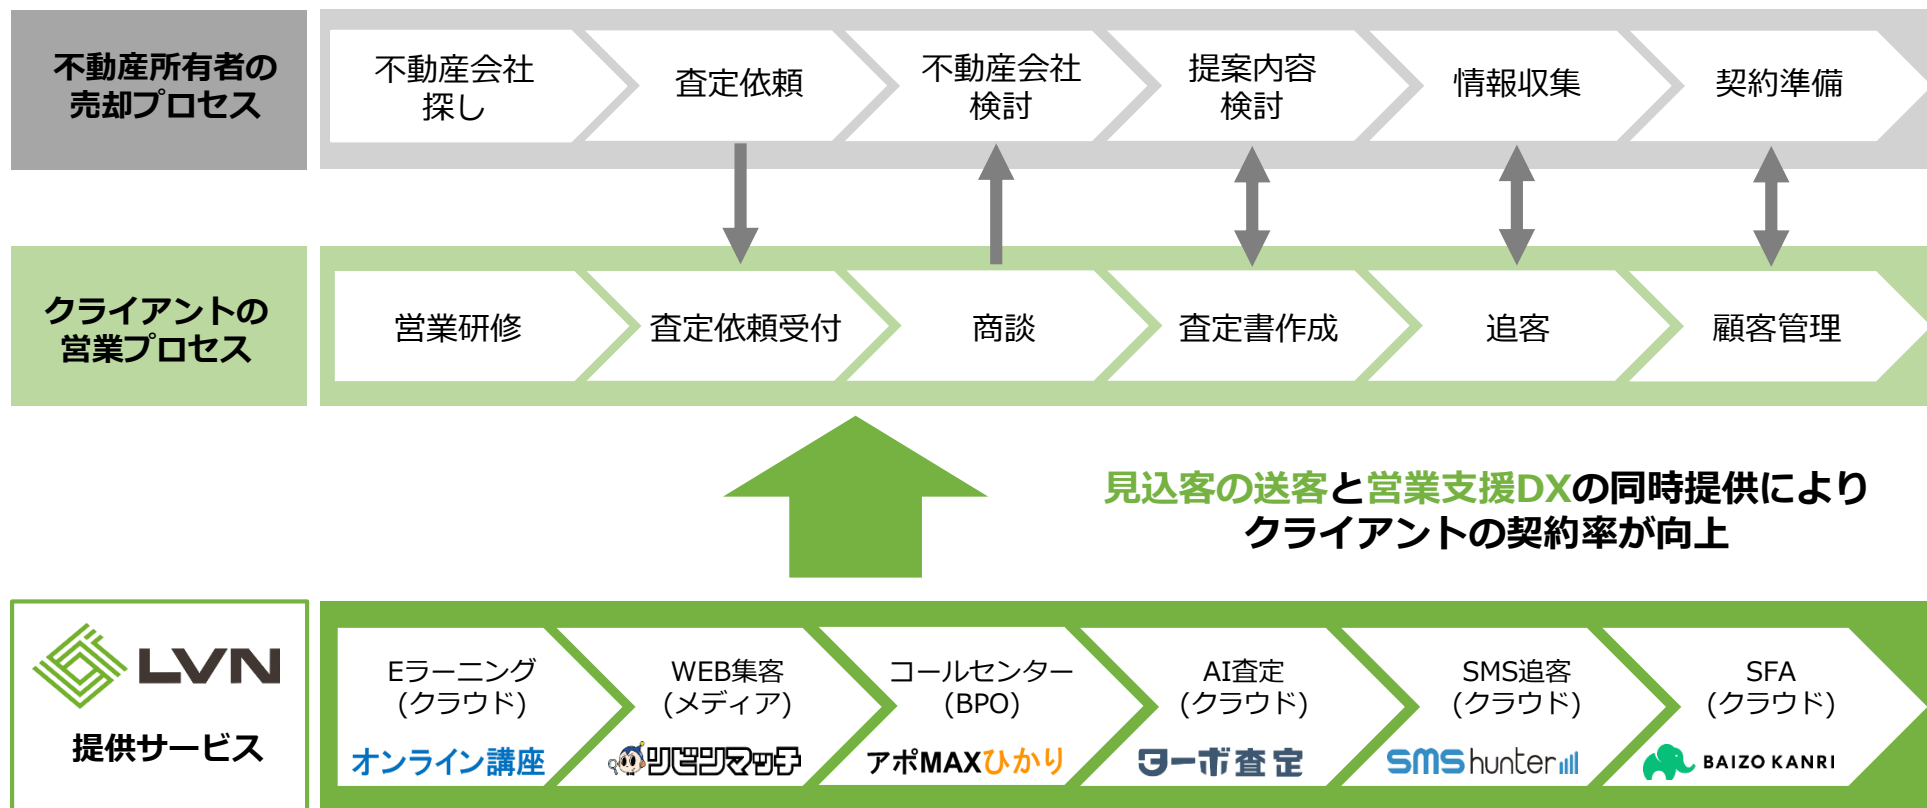 不動産所有者の
売却プロセス
不動産会社
探し
査定依頼
不動産会社
検討
提案内容
検討
情報収集
契約準備
クライアントの
営業プロセス
営業研修
査定依頼受付
商談
査定書作成
追客
顧客管理
見込客の送客と営業支援DXの同時提供により
クライアントの契約率が向上
LVN
提供サービス
Eラーニング
(クラウド)
オンライン講座
WEB集客
(メディア)
リビンマッチ
コールセンター
(BPO)
アポMAXひかり
AI査定
(クラウド)
ターボ査定
SMS追客
(クラウド)
SMS hunter
SFA
(クラウド)
BAIZO KANRI